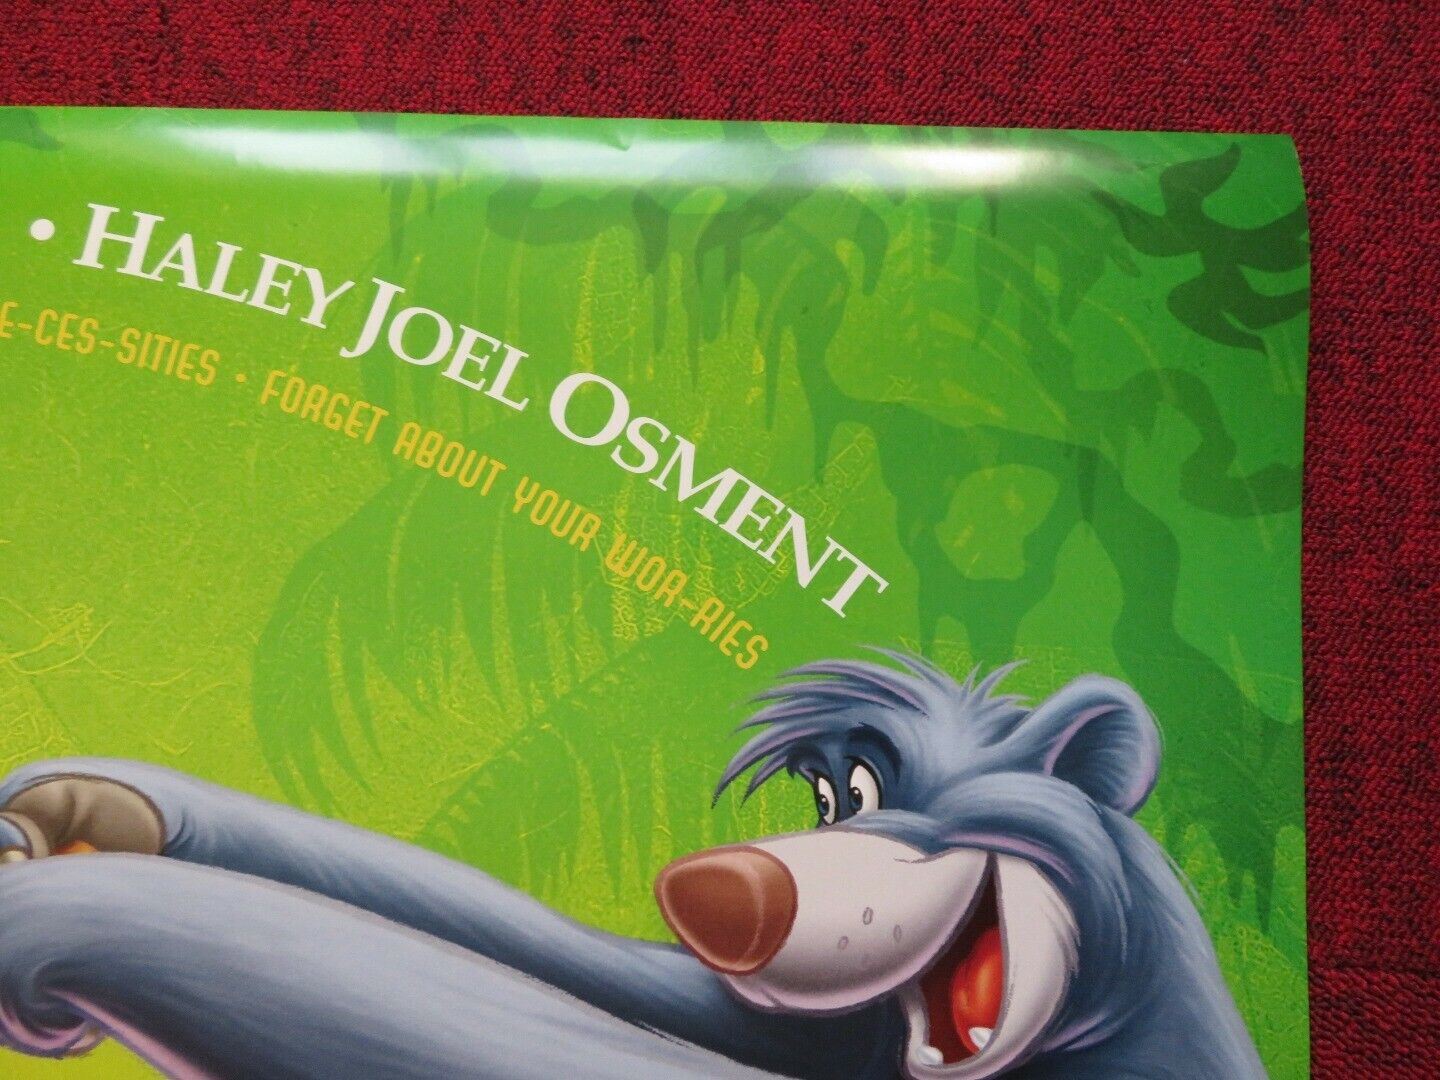 • HALEY JOEL OSMENT
E-CES-SITIES • FORGET ABOUT YOUR WOR-RIES